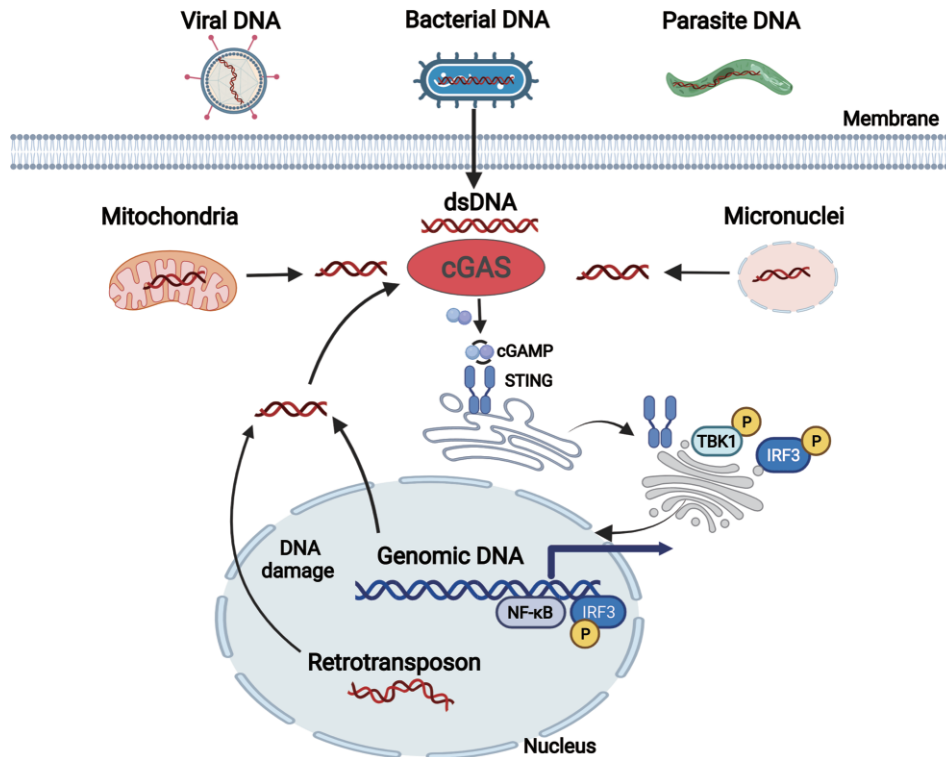 Viral DNA
Bacterial DNA
Parasite DNA
Membrane
dsDNA
Mitochondria
Micronuclei
cGAS
cGAMP
STING
P
TBK1
P
IRF3
DNA
damage
Genomic DNA
NF-κB
IRF3
P
Retrotransposon
Nucleus